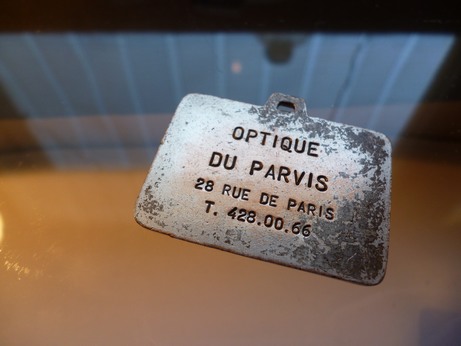 OPTIQUE
DU PARVIS
28 RUE DE PARIS
T. 428.00.66